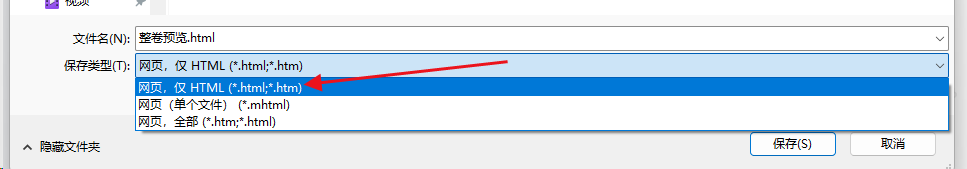 视频
文件名(N): 整卷预览.html
保存类型(T): 网页，仅 HTML (*.html;*.htm)
网页，仅 HTML (*.html;*.htm)
网页（单个文件） (*.mhtml)
网页，全部 (*.htm;*.html)
隐藏文件夹 保存(S) 取消